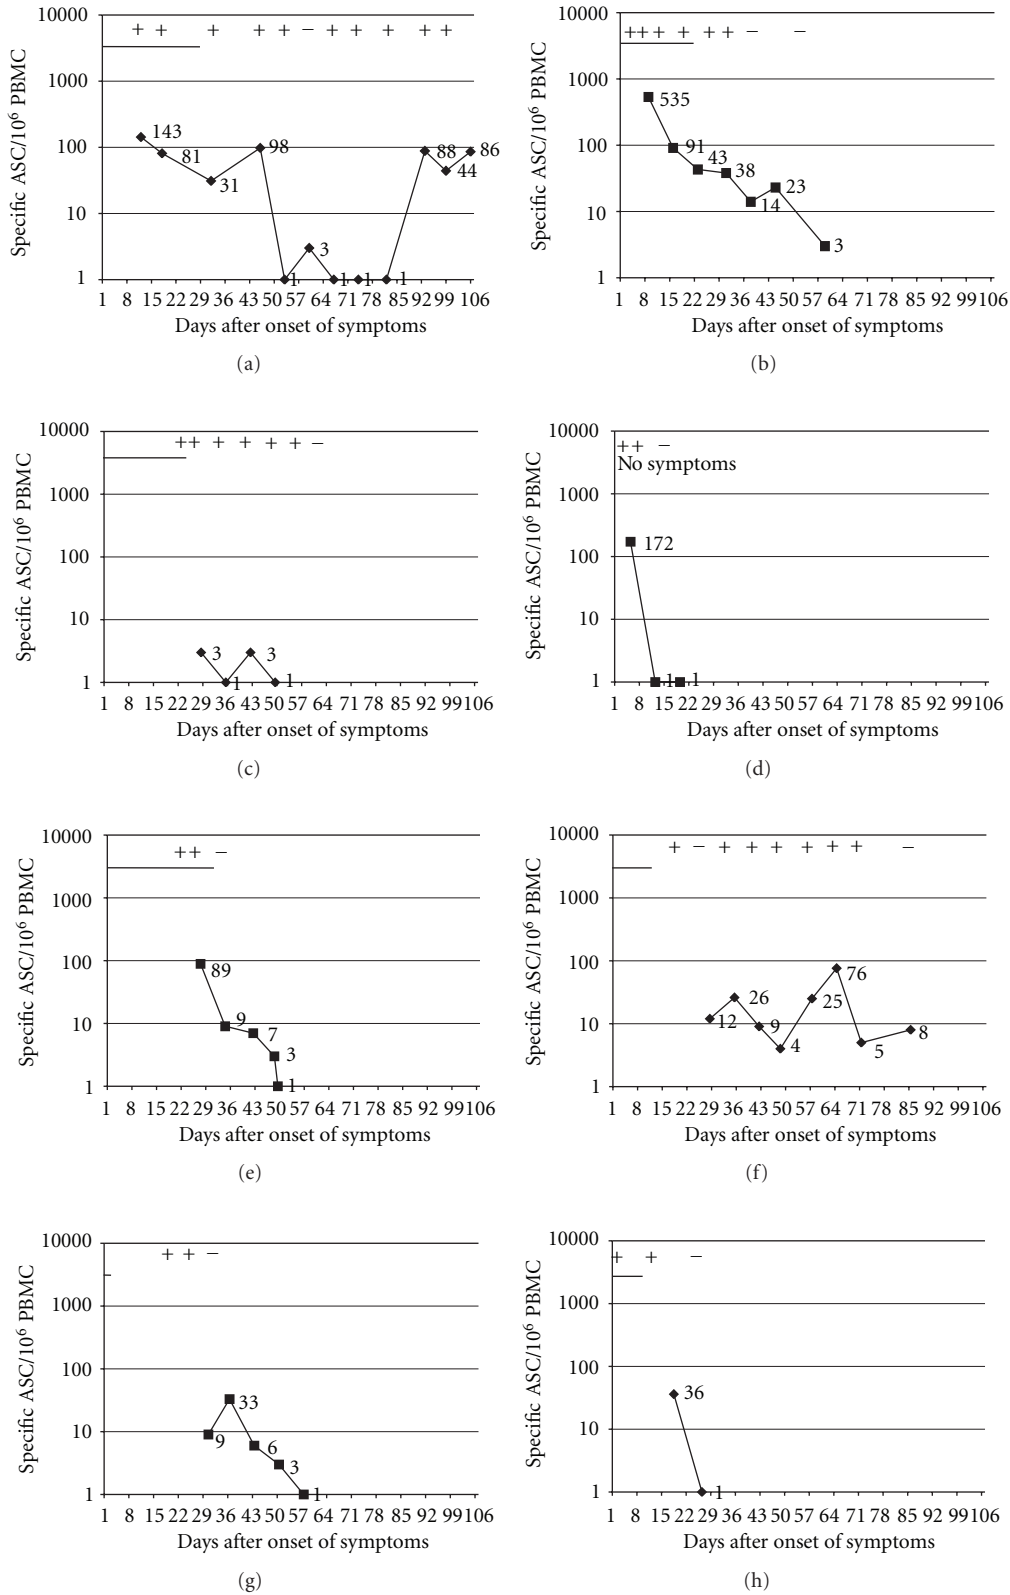 10000
+ + + + + − + + + +
1000
100
10
1
143
81
31
98
1
3
1
1
1
88
44
86
1 8 15 22 29 36 43 50 57 64 71 78 85 92 99 106
Specific ASC/10⁶ PBMC
Days after onset of symptoms
(a)
10000
++ + + + + − −
1000
100
10
1
535
91
43
38
14
23
3
1 8 15 22 29 36 43 50 57 64 71 78 85 92 99 106
Specific ASC/10⁶ PBMC
Days after onset of symptoms
(b)
10000
++ + + + + −
1000
100
10
1
3
1
3
1
1 8 15 22 29 36 43 50 57 64 71 78 85 92 99 106
Specific ASC/10⁶ PBMC
Days after onset of symptoms
(c)
10000
++ −
No symptoms
1000
100
10
1
172
1
1
1 8 15 22 29 36 43 50 57 64 71 78 85 92 99 106
Specific ASC/10⁶ PBMC
Days after onset of symptoms
(d)
10000
++ −
1000
100
10
1
89
9
7
3
1
1 8 15 22 29 36 43 50 57 64 71 78 85 92 99 106
Specific ASC/10⁶ PBMC
Days after onset of symptoms
(e)
10000
+ − + + + + + + −
1000
100
10
1
12
26
9
4
25
76
5
8
1 8 15 22 29 36 43 50 57 64 71 78 85 92 99 106
Specific ASC/10⁶ PBMC
Days after onset of symptoms
(f)
10000
+ + −
1000
100
10
1
9
33
6
3
1
1 8 15 22 29 36 43 50 57 64 71 78 85 92 99 106
Specific ASC/10⁶ PBMC
Days after onset of symptoms
(g)
10000
+ + −
1000
100
10
1
36
1
1 8 15 22 29 36 43 50 57 64 71 78 85 92 99 106
Specific ASC/10⁶ PBMC
Days after onset of symptoms
(h)